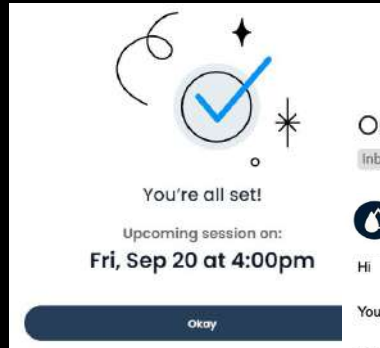 You're all set!
Upcoming session on:
Fri, Sep 20 at 4:00pm
Okay
Hi